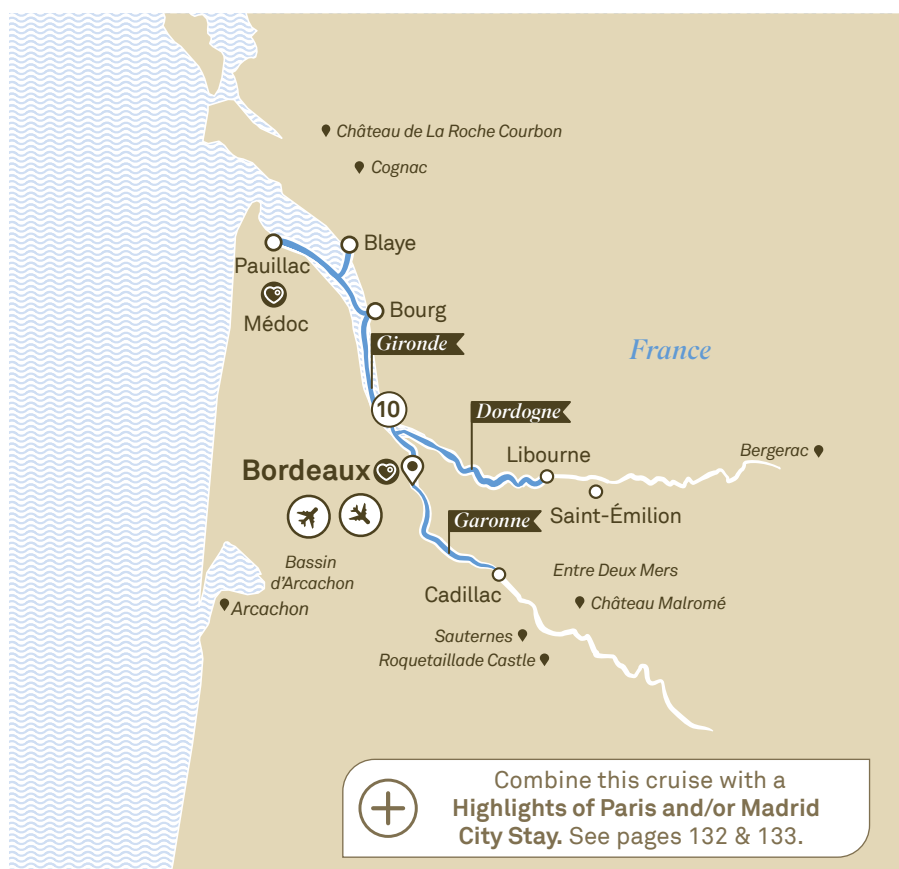 Château de La Roche Courbon
Cognac
Blaye
Pauillac
Médoc
Bourg
Gironde
France
10
Dordogne
Libourne
Bergerac
Bordeaux
Saint-Émilion
Garonne
Bassin
d'Arcachon
Arcachon
Entre Deux Mers
Cadillac
Château Malromé
Sauternes
Roquetaillade Castle
Combine this cruise with a
Highlights of Paris and/or Madrid
City Stay. See pages 132 & 133.